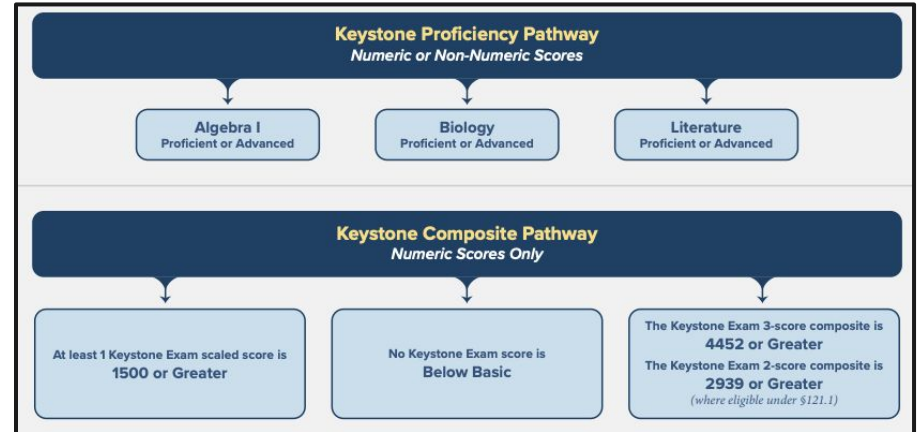 Keystone Proficiency Pathway
Numeric or Non-Numeric Scores
Algebra I
Proficient or Advanced
Biology
Proficient or Advanced
Literature
Proficient or Advanced
Keystone Composite Pathway
Numeric Scores Only
At least 1 Keystone Exam scaled score is
1500 or Greater
No Keystone Exam score is
Below Basic
The Keystone Exam 3-score composite is
4452 or Greater
The Keystone Exam 2-score composite is
2939 or Greater
(where eligible under §121.1)